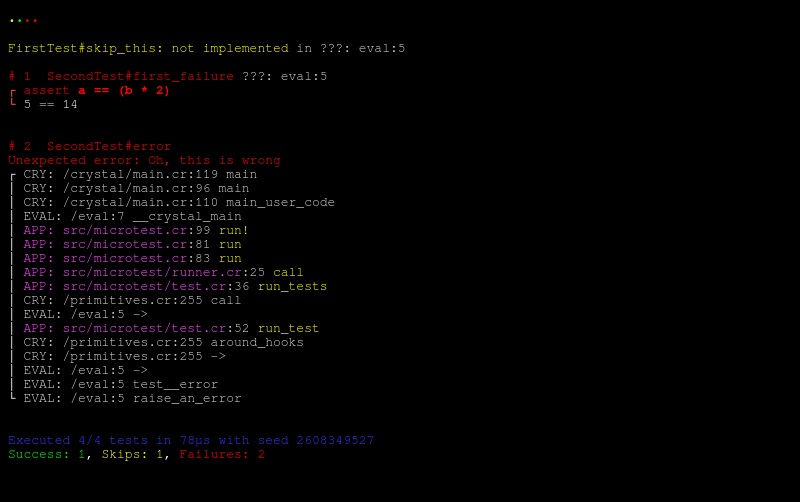 ••••
FirstTest#skip_this: not implemented in ???: eval:5
# 1  SecondTest#first_failure ???: eval:5
┌ assert a == (b * 2)
└ 5 == 14
# 2  SecondTest#error
Unexpected error: Oh, this is wrong
┌ CRY: /crystal/main.cr:119 main
│ CRY: /crystal/main.cr:96 main
│ CRY: /crystal/main.cr:110 main_user_code
│ EVAL: /eval:7 __crystal_main
│ APP: src/microtest.cr:99 run!
│ APP: src/microtest.cr:81 run
│ APP: src/microtest.cr:83 run
│ APP: src/microtest/runner.cr:25 call
│ APP: src/microtest/test.cr:36 run_tests
│ CRY: /primitives.cr:255 call
│ EVAL: /eval:5 ->
│ APP: src/microtest/test.cr:52 run_test
│ CRY: /primitives.cr:255 around_hooks
│ CRY: /primitives.cr:255 ->
│ EVAL: /eval:5 ->
│ EVAL: /eval:5 test__error
└ EVAL: /eval:5 raise_an_error
Executed 4/4 tests in 78µs with seed 2608349527
Success: 1, Skips: 1, Failures: 2